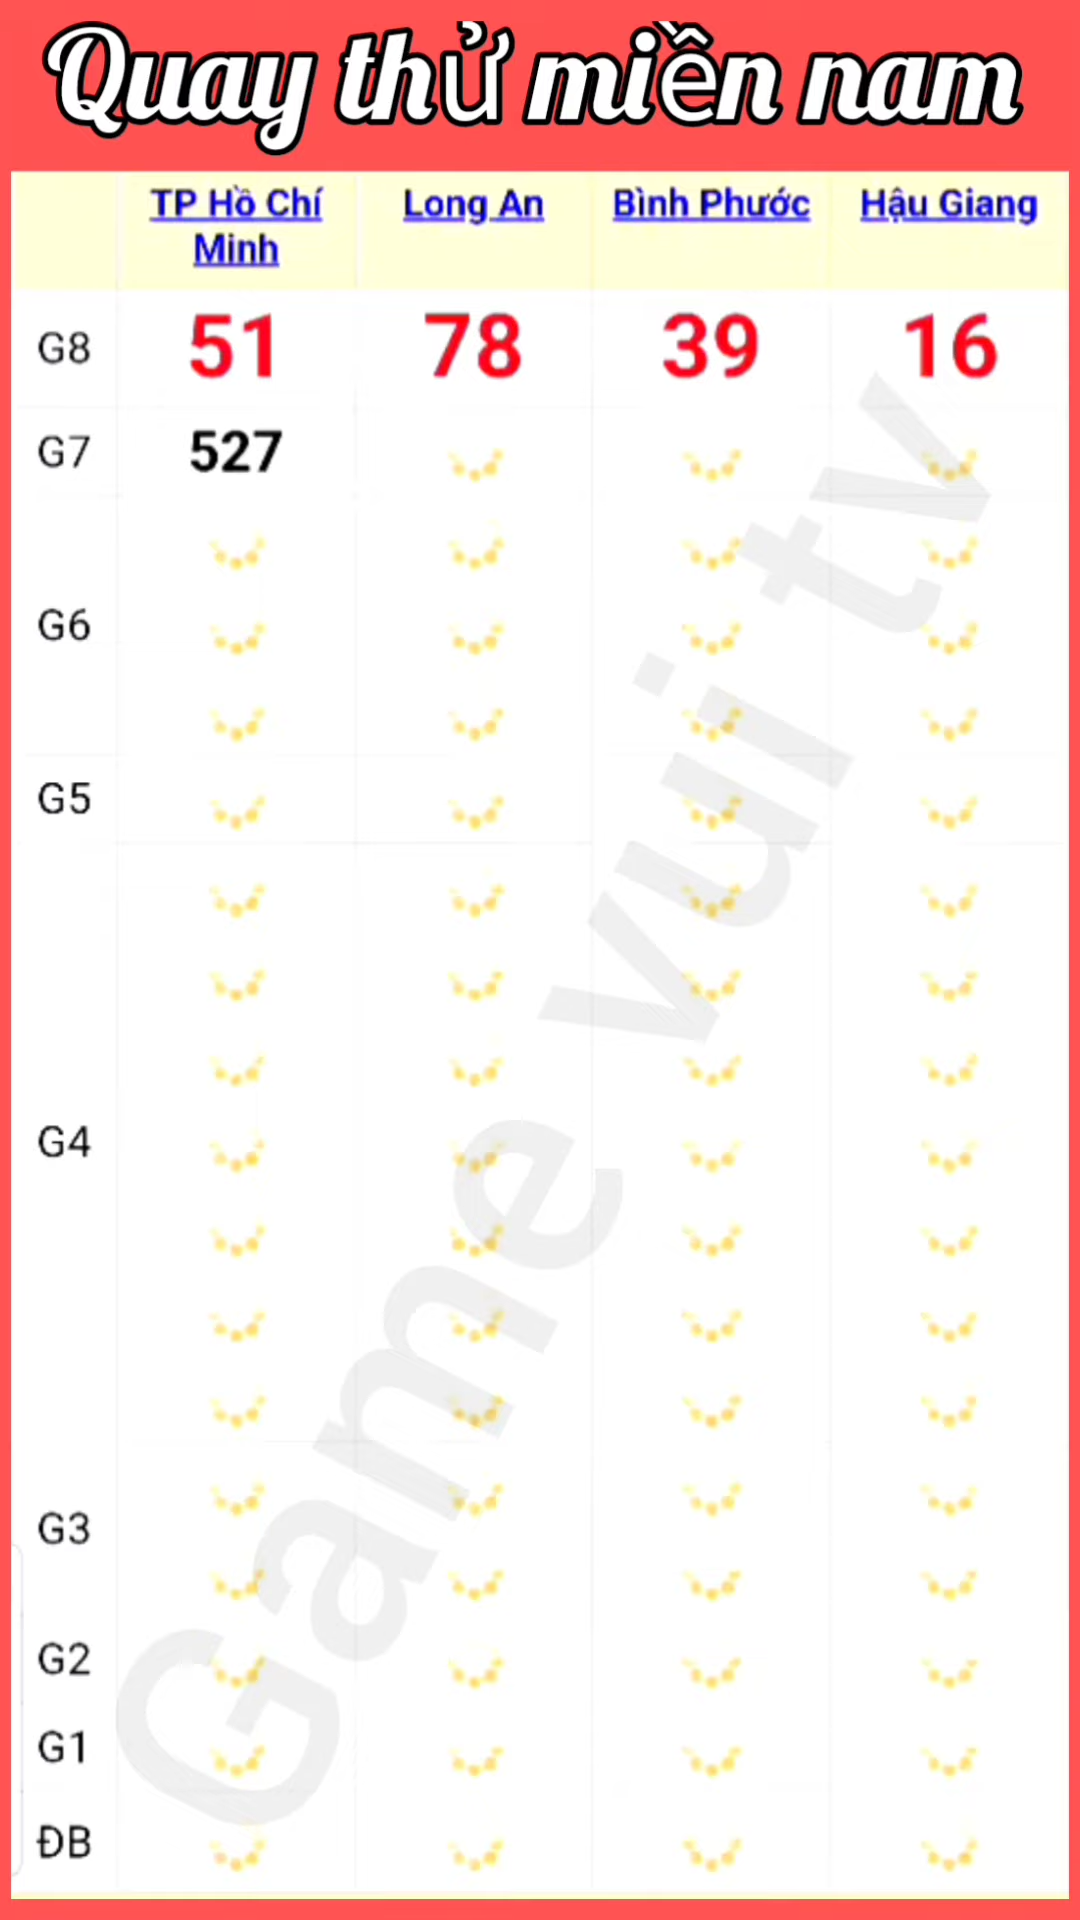 Quay thử miền nam
TP Hồ Chí Minh Long An Bình Phước Hậu Giang
G8 51 78 39 16
G7 527
G6
G5
G4
G3
G2
G1
ĐB
Game vui tv